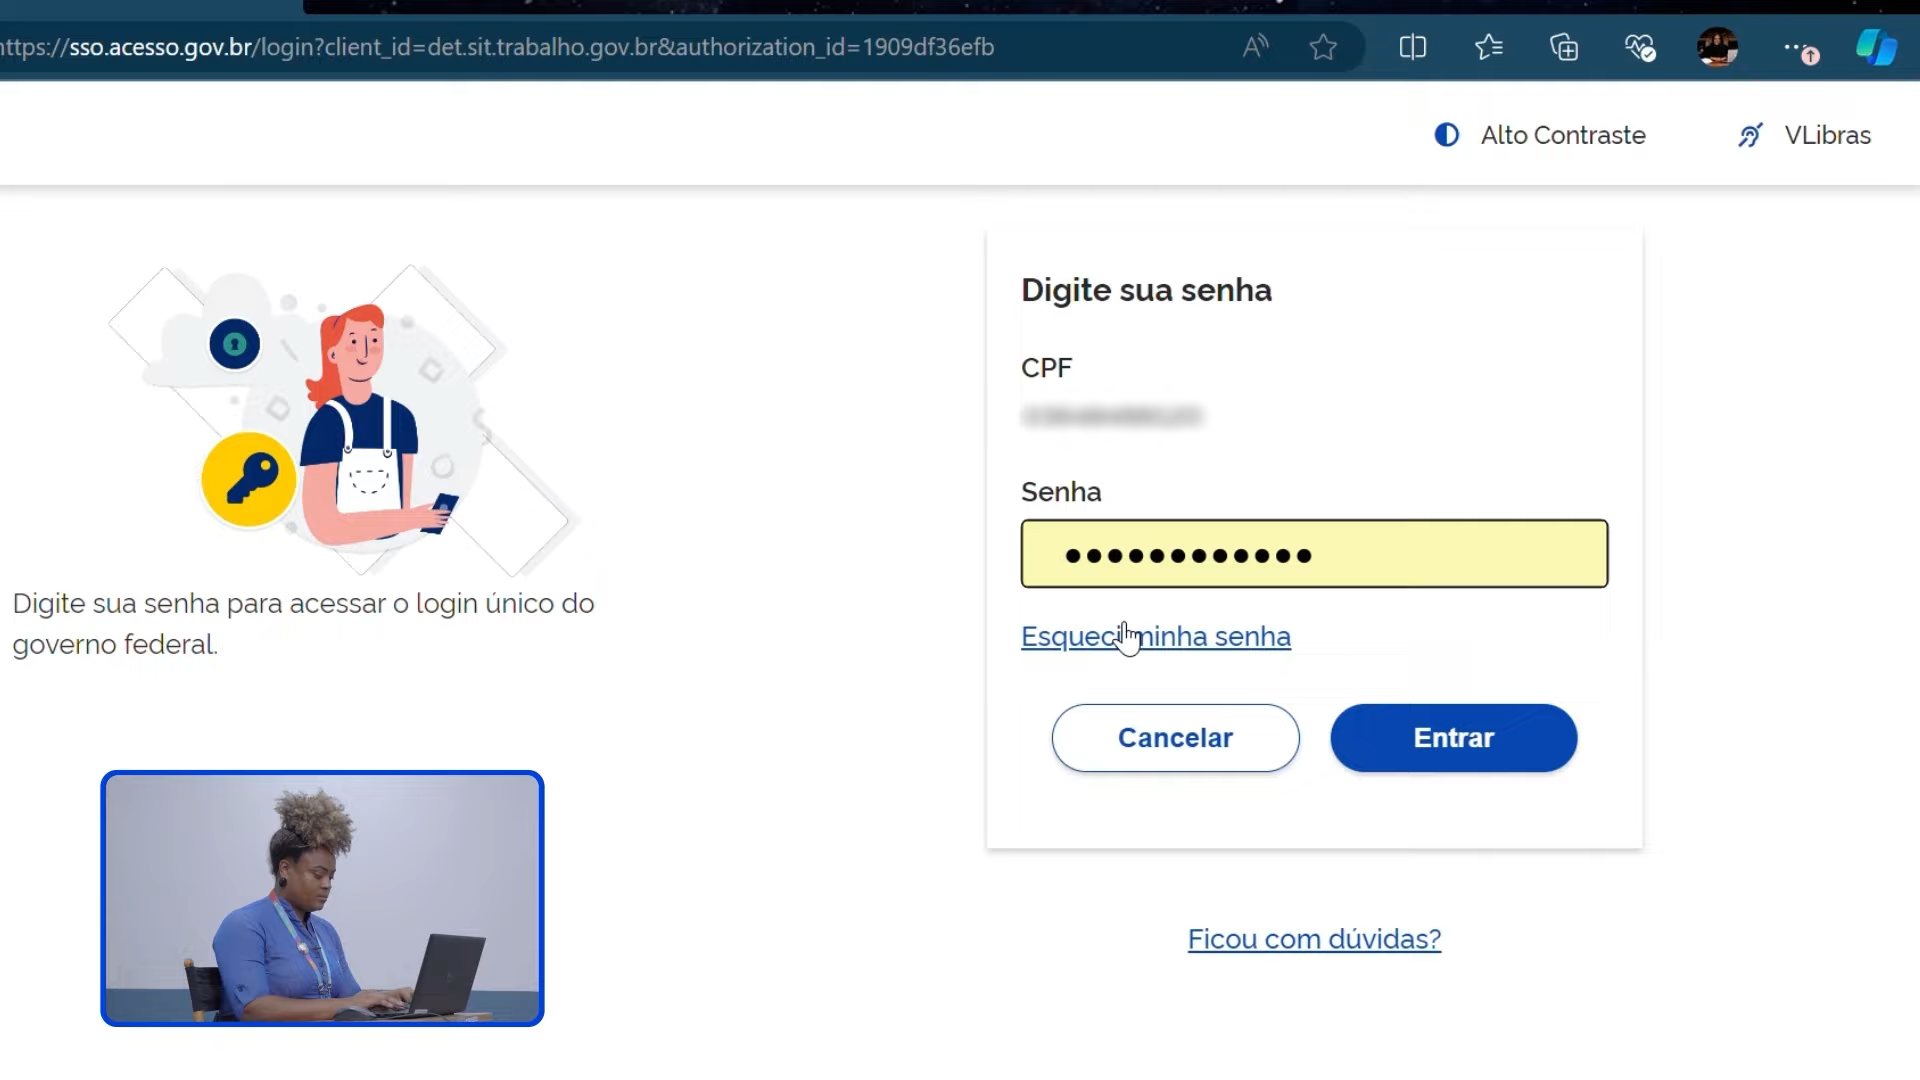 https://sso.acesso.gov.br/login?client_id=det.sit.trabalho.gov.br&authorization_id=1909df36efb
Alto Contraste
VLibras
Digite sua senha
CPF
Senha
Esqueci minha senha
Cancelar
Entrar
Digite sua senha para acessar o login único do
governo federal.
Ficou com dúvidas?